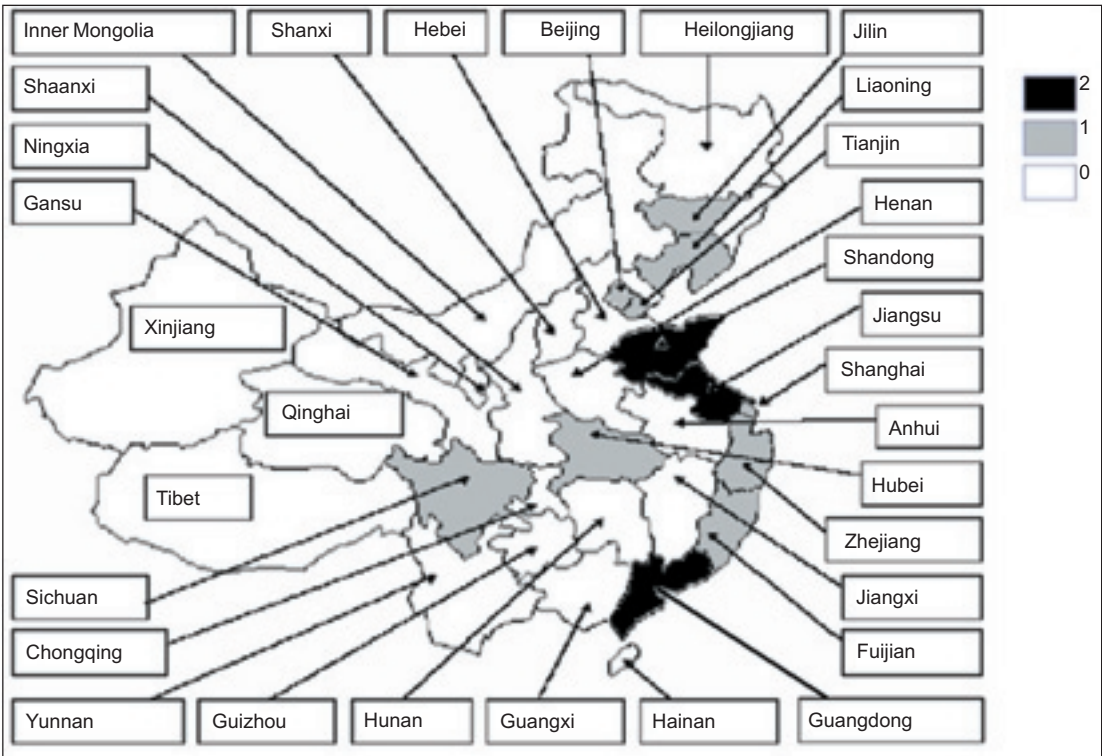 Inner Mongolia
Shanxi
Hebei
Beijing
Heilongjiang
Jilin
Shaanxi
Liaoning
Ningxia
Tianjin
Gansu
Henan
Shandong
Xinjiang
Jiangsu
Shanghai
Qinghai
Anhui
Tibet
Hubei
Zhejiang
Sichuan
Jiangxi
Chongqing
Fuijian
Yunnan
Guizhou
Hunan
Guangxi
Hainan
Guangdong
2
1
0